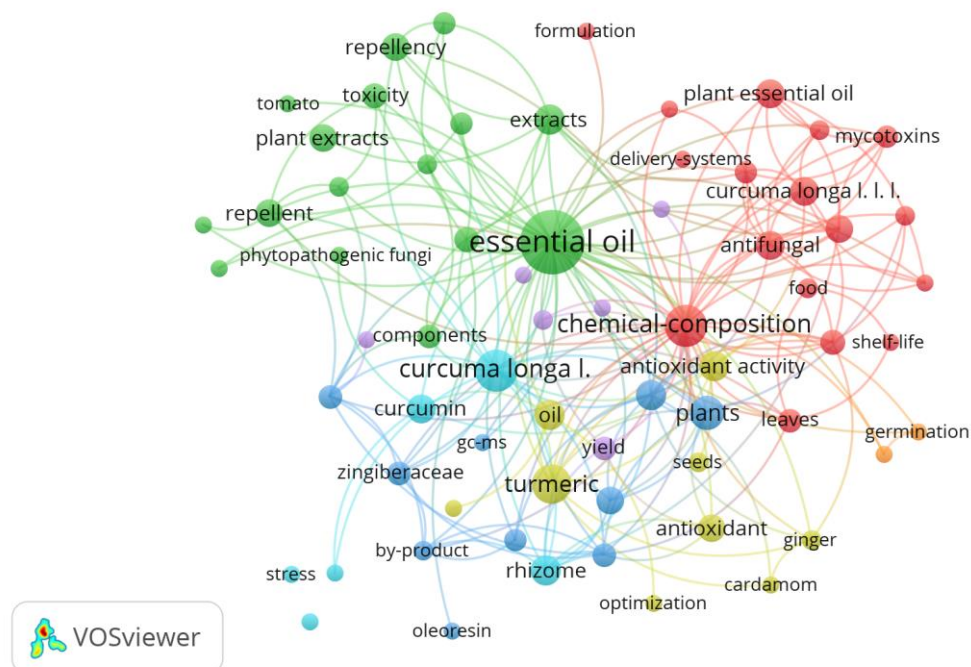 formulation
repellency
plant essential oil
toxicity
tomato
extracts
plant extracts
mycotoxins
delivery-systems
curcuma longa l. l. l.
repellent
essential oil
antifungal
phytopathogenic fungi
food
chemical-composition
components
shelf-life
curcuma longa l.
antioxidant activity
curcumin
oil
plants
leaves
germination
gc-ms
yield
zingiberaceae
seeds
turmeric
antioxidant
ginger
by-product
stress
rhizome
cardamom
optimization
oleoresin
VOSviewer